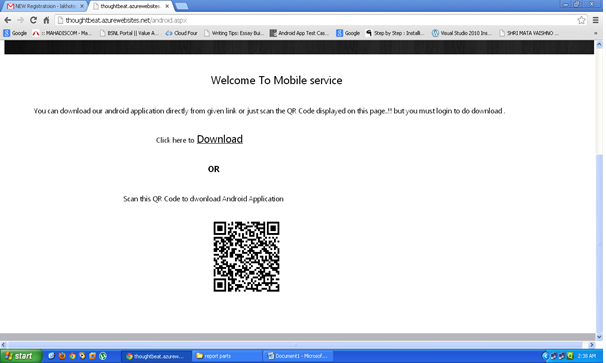 NEW Registratoon - lekhoto
thoughtbeat.azurewebsites
thoughtbeat.azurewebsites.net/android.aspx
Google
:: MAHADISCOM - Ma...
BSNL Portal || Value A...
Cloud Four
Writing Tips: Essay Bui...
Android App Test Cas...
Google
Step by Step : Installi...
Visual Studio 2010 Ins...
SHRI MATA VAISHNO ...
»
Welcome To Mobile service
You can download our android application directly from given link or just scan the QR Code displayed on this page..!! but you must login to do download .
Click here to Download
OR
Scan this QR Code to dwonload Android Application
start
thoughtbeat.azurew...
report parts
Document1 - Microsof...
2:38 AM